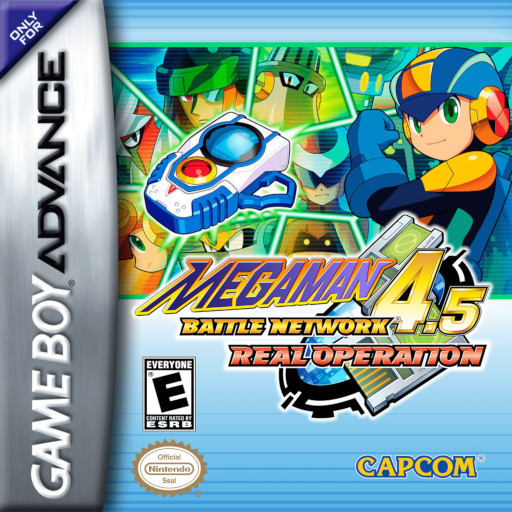 ONLY
FOR
GAME BOY ADVANCE
MEGAMAN
BATTLE NETWORK 4.5
REAL OPERATION
EVERYONE
E
CONTENT RATED BY
ESRB
Official
Nintendo
Seal
CAPCOM